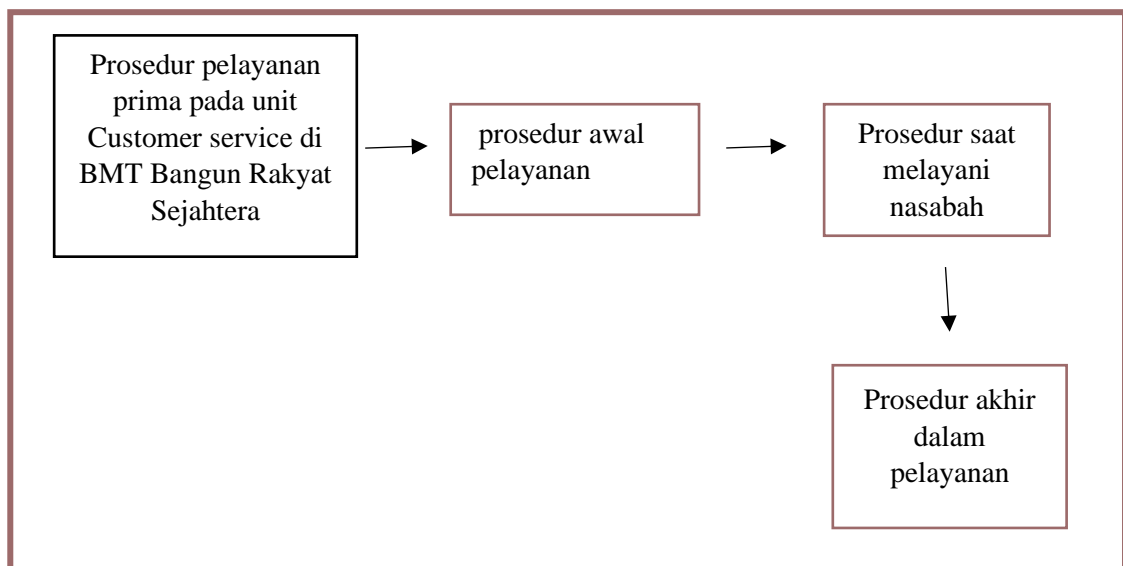 Prosedur pelayanan
prima pada unit
Customer service di
BMT Bangun Rakyat
Sejahtera
prosedur awal
pelayanan
Prosedur saat
melayani
nasabah
Prosedur akhir
dalam
pelayanan